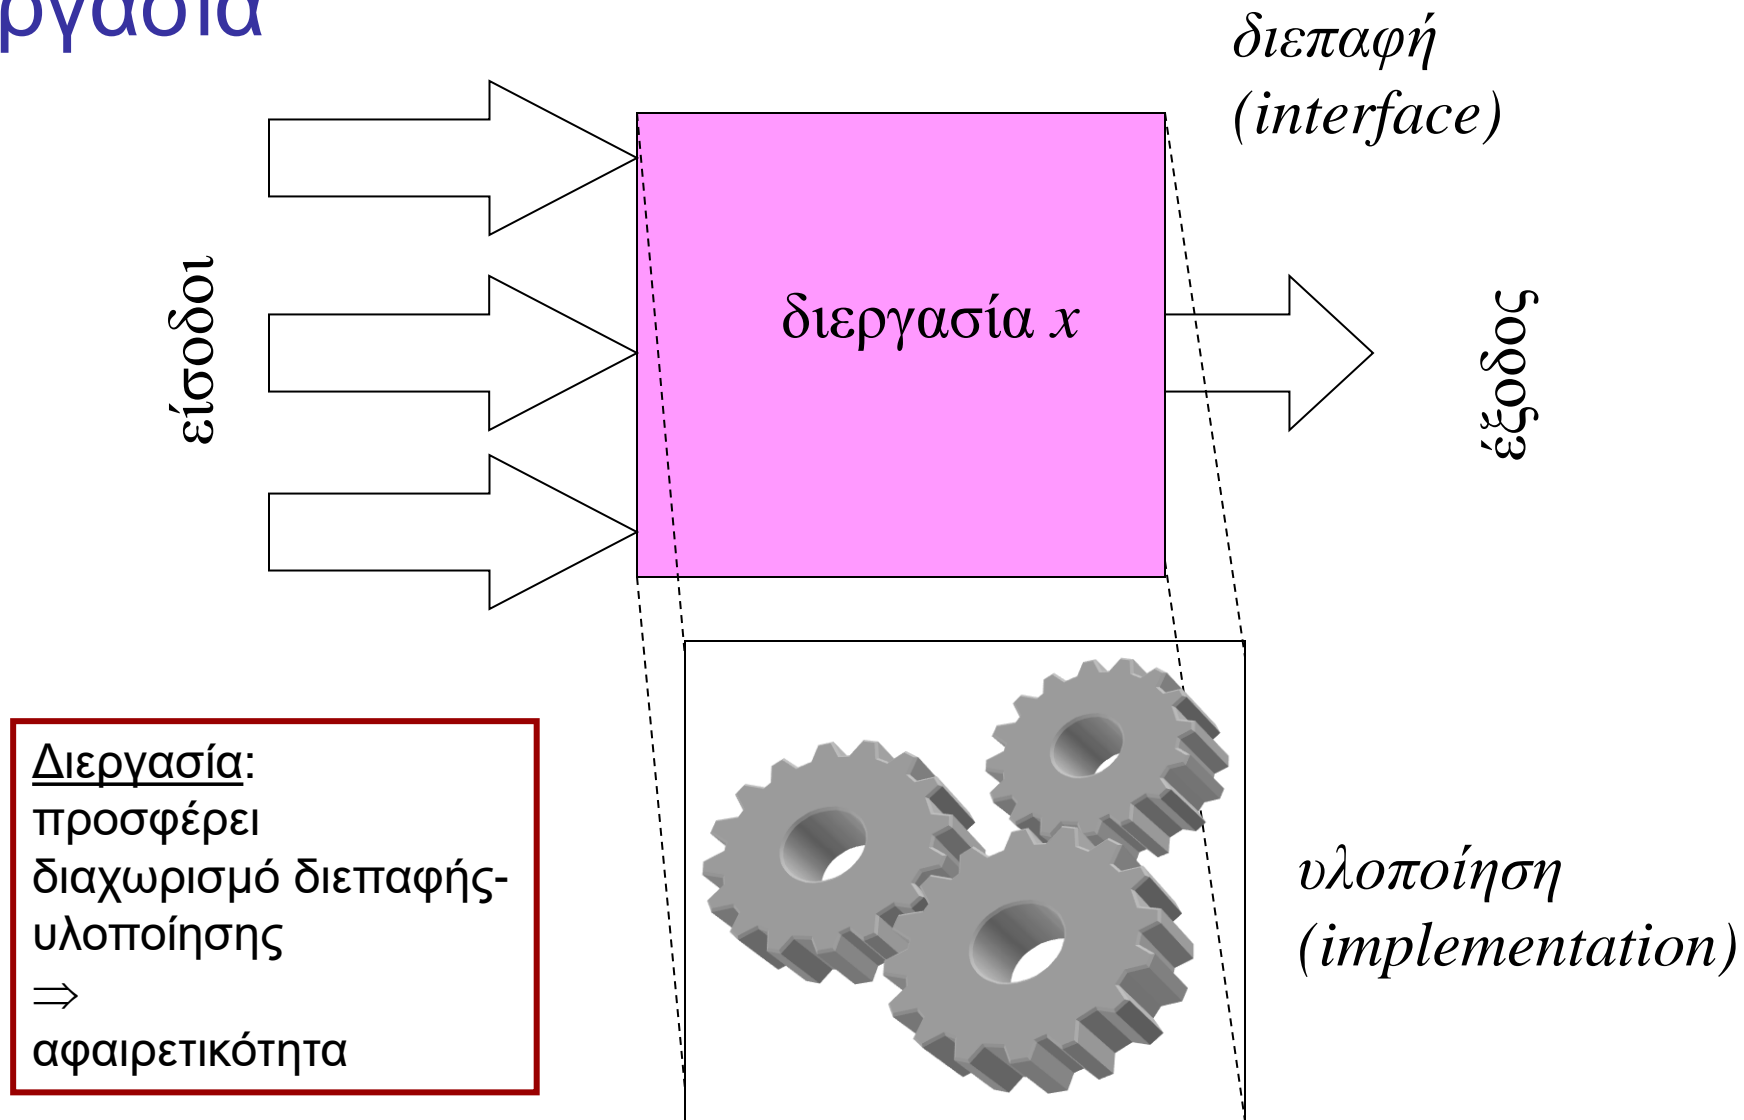 ργασία
διεπαφή
(interface)
είσοδοι
διεργασία x
έξοδος
Διεργασία:
προσφέρει
διαχωρισμό διεπαφής-
υλοποίησης
⇒
αφαιρετικότητα
υλοποίηση
(implementation)